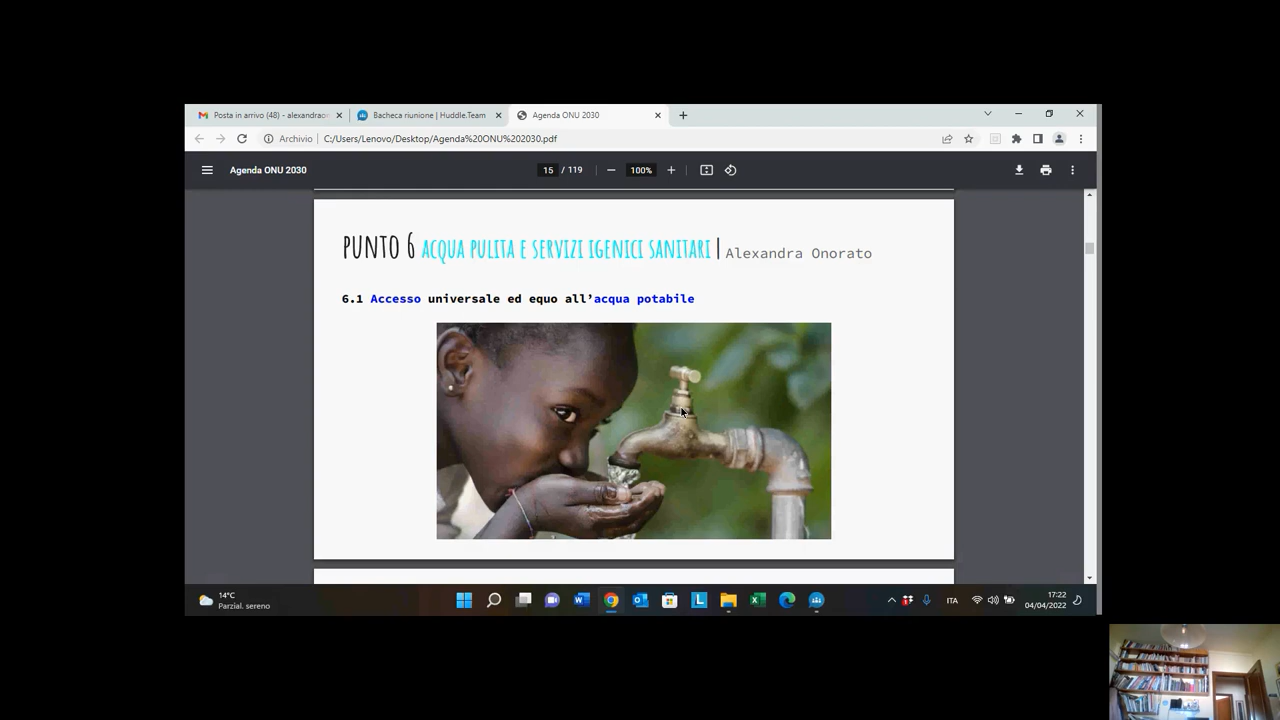 Posta in arrivo (48) - alexandrao
Bacheca riunione | Huddle.Team
Agenda ONU 2030
Archivio
C:/Users/Lenovo/Desktop/Agenda%20ONU%202030.pdf
Agenda ONU 2030
15 / 119
100%
PUNTO 6 ACQUA PULITA E SERVIZI IGENICI SANITARI | Alexandra Onorato
6.1 Accesso universale ed equo all’acqua potabile
14°C
Parzial. sereno
ITA
17:22
04/04/2022